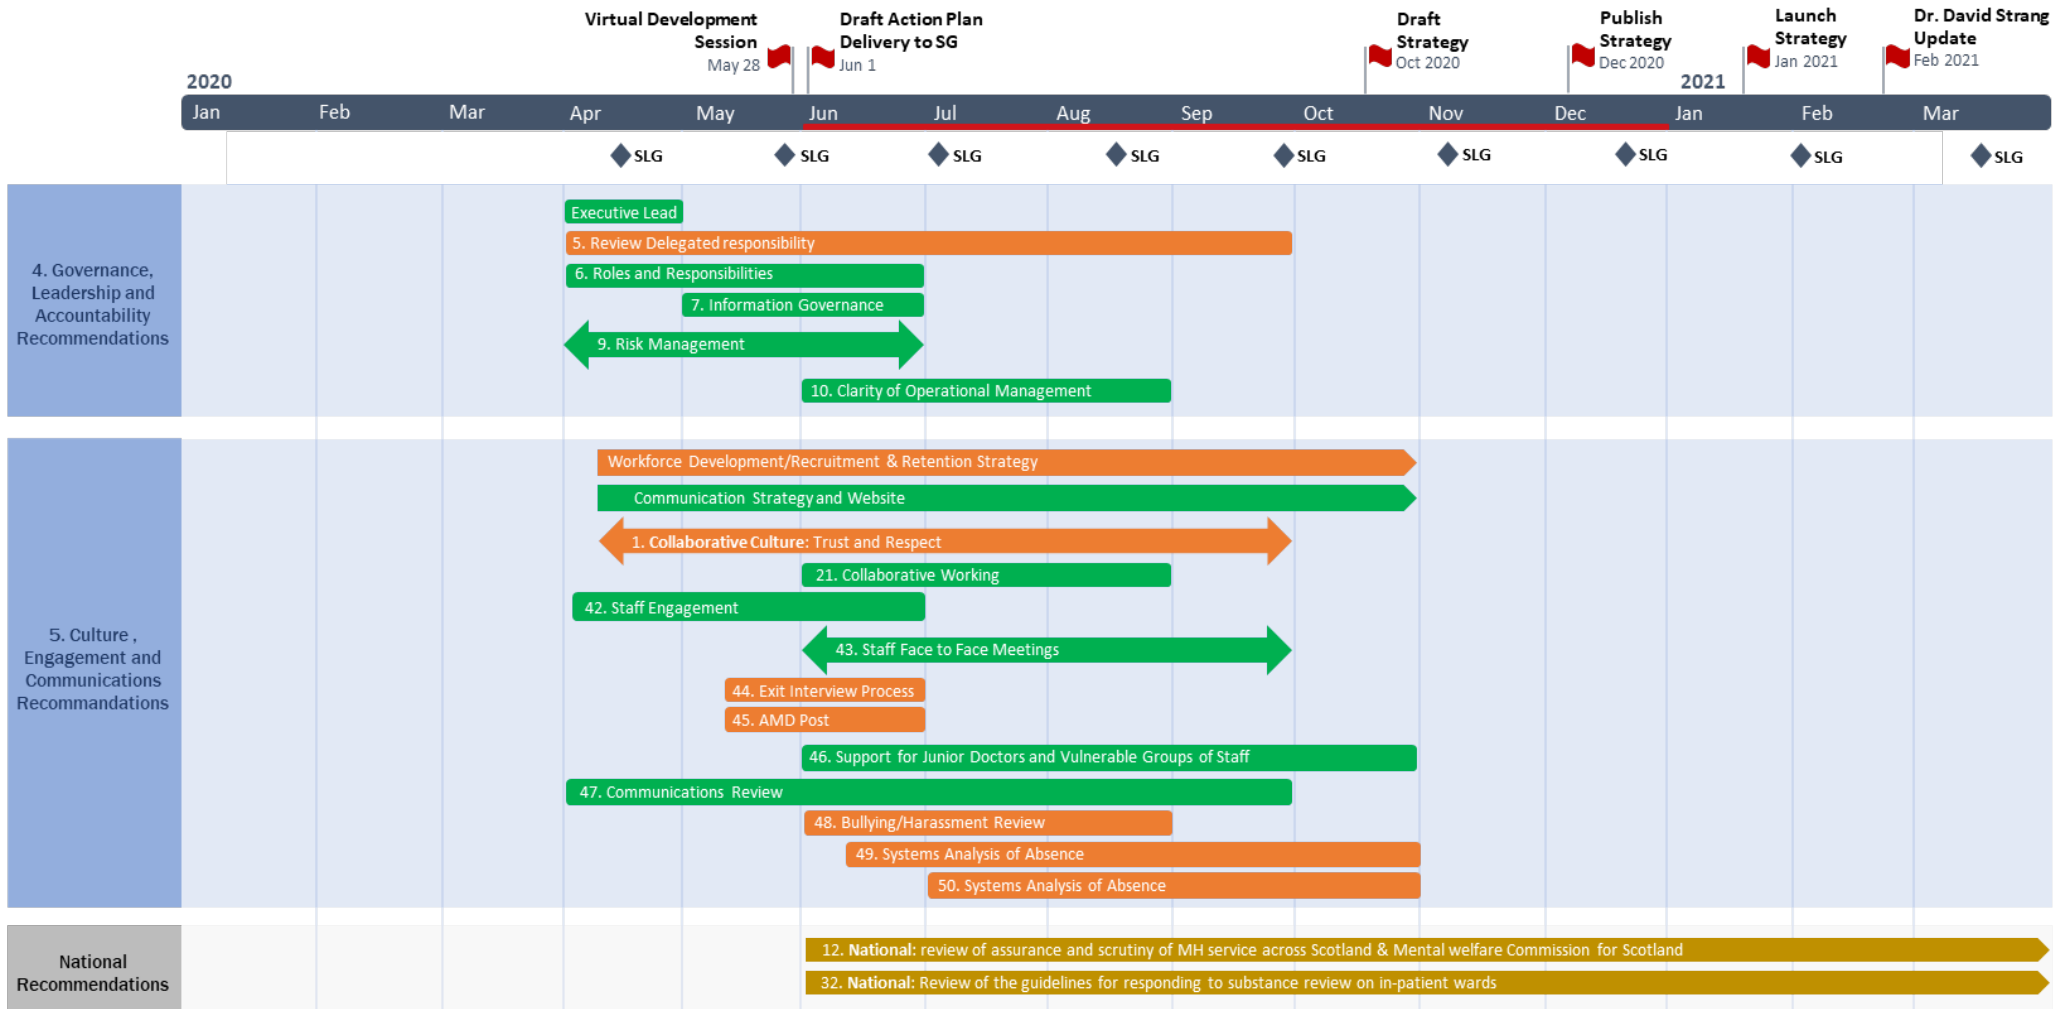 Virtual Development
Session
May 28
Draft Action Plan
Delivery to SG
Jun 1
Draft
Strategy
Oct 2020
Publish
Strategy
Dec 2020
Launch
Strategy
Jan 2021
Dr. David Strang
Update
Feb 2021
2020
2021
Jan Feb Mar Apr May Jun Jul Aug Sep Oct Nov Dec Jan Feb Mar
SLG SLG SLG SLG SLG SLG SLG SLG SLG
4. Governance,
Leadership and
Accountability
Recommendations
Executive Lead
5. Review Delegated responsibility
6. Roles and Responsibilities
7. Information Governance
9. Risk Management
10. Clarity of Operational Management
5. Culture ,
Engagement and
Communications
Recommandations
Workforce Development/Recruitment & Retention Strategy
Communication Strategy and Website
1. Collaborative Culture: Trust and Respect
21. Collaborative Working
42. Staff Engagement
43. Staff Face to Face Meetings
44. Exit Interview Process
45. AMD Post
46. Support for Junior Doctors and Vulnerable Groups of Staff
47. Communications Review
48. Bullying/Harassment Review
49. Systems Analysis of Absence
50. Systems Analysis of Absence
National
Recommendations
12. National: review of assurance and scrutiny of MH service across Scotland & Mental welfare Commission for Scotland
32. National: Review of the guidelines for responding to substance review on in-patient wards